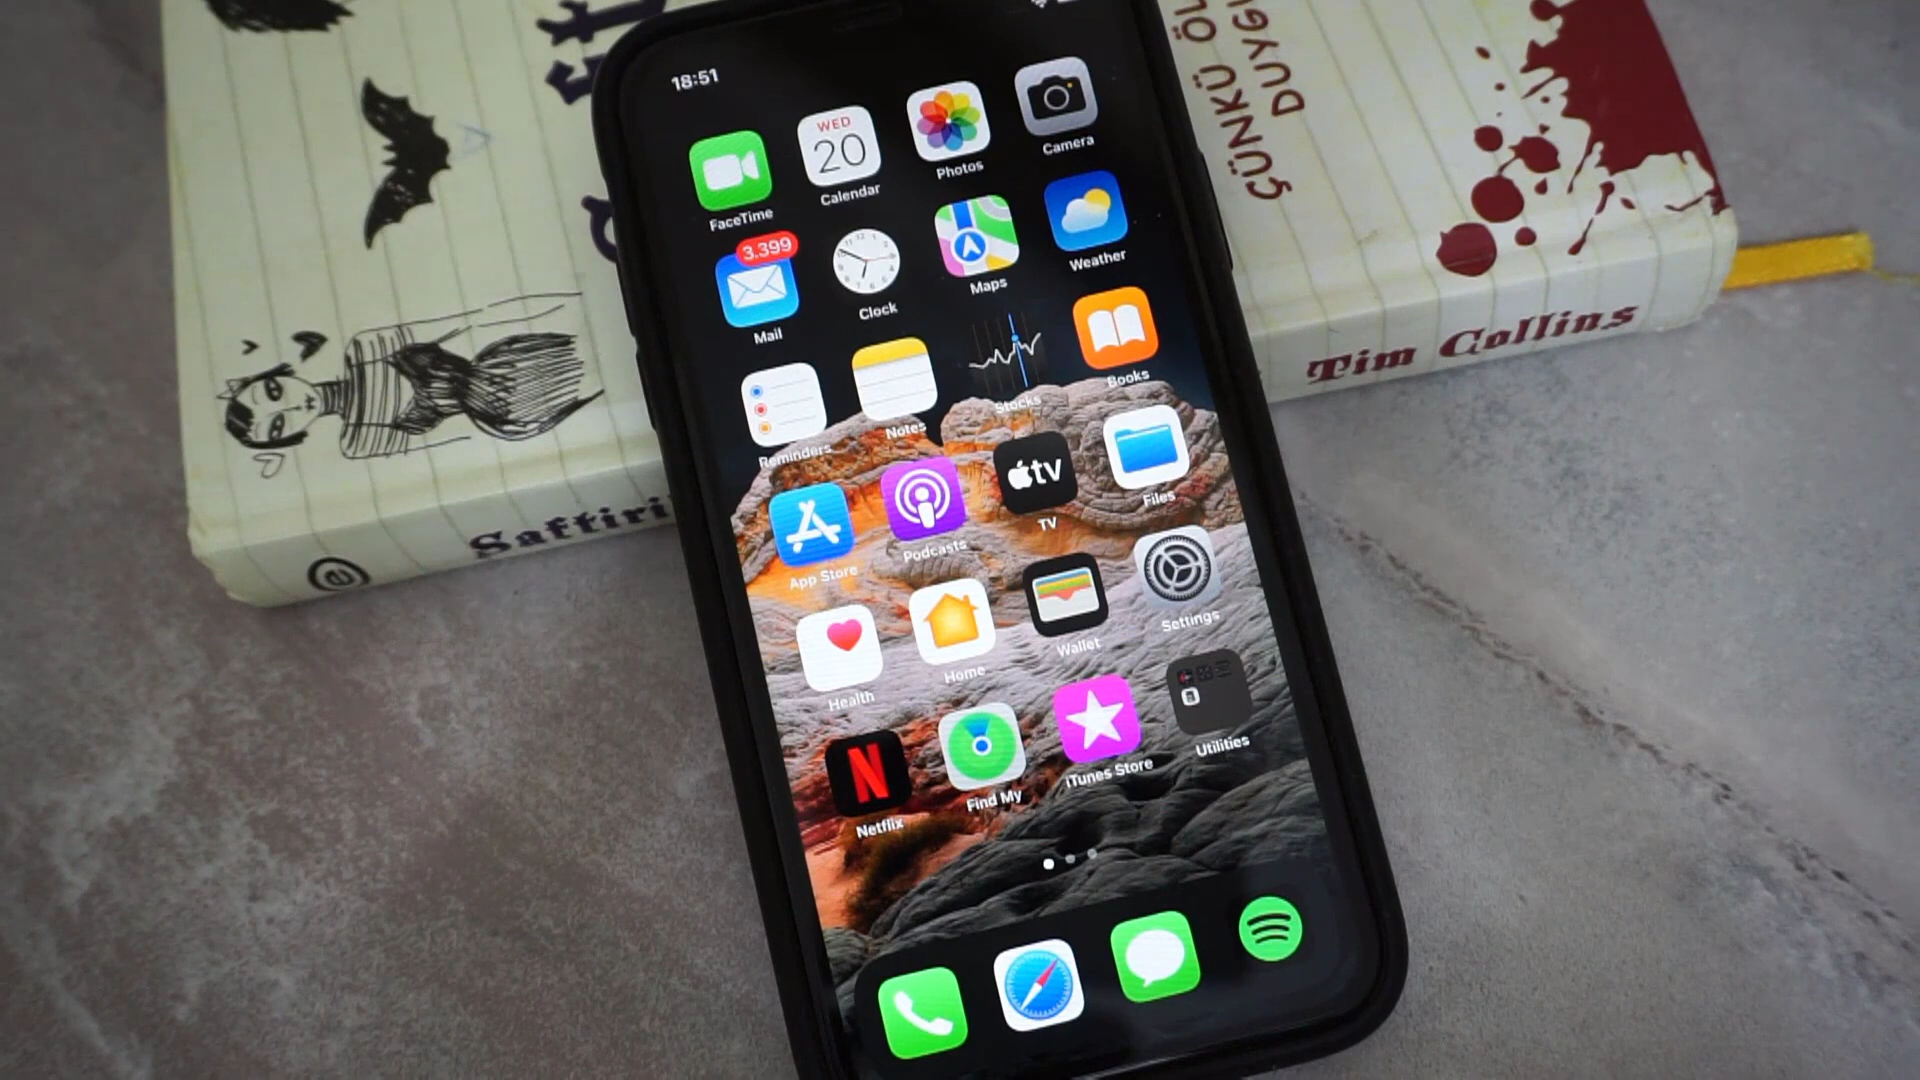 18:51
FaceTime
WED
20
Calendar
Photos
Camera
3.399
Mail
Clock
Maps
Weather
Reminders
Notes
Stocks
Books
App Store
Podcasts
tv
TV
Files
Health
Home
Wallet
Settings
N
Netflix
Find My
iTunes Store
Utilities
ÇÜNKÜ ÖL
DUYGU
Tim Collins
Saftiri
e